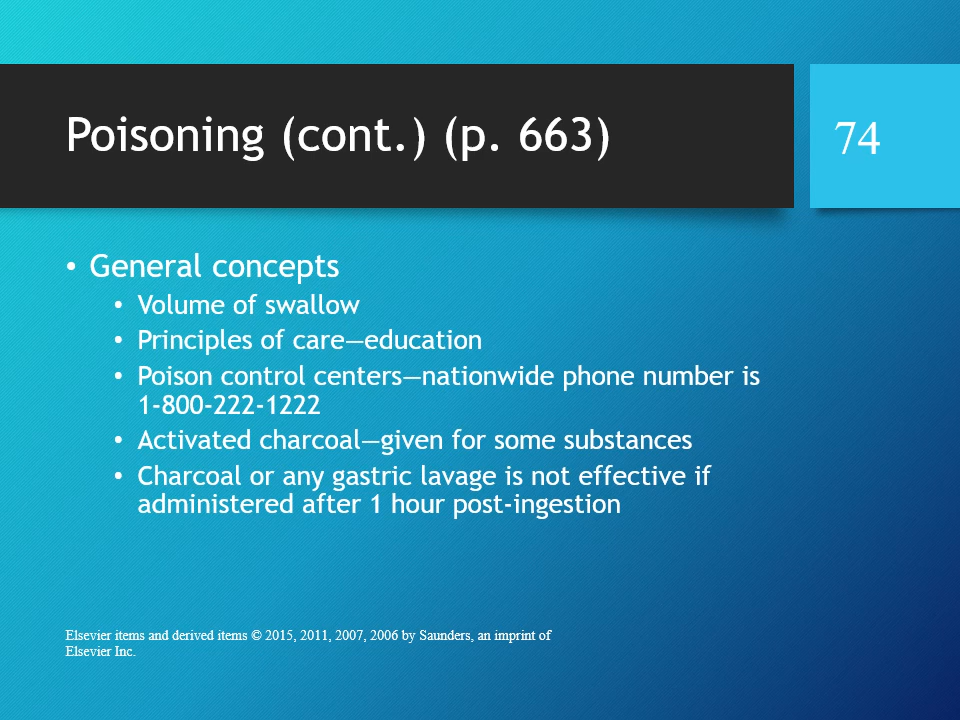 Poisoning (cont.) (p. 663)
74
• General concepts
• Volume of swallow
• Principles of care—education
• Poison control centers—nationwide phone number is
1-800-222-1222
• Activated charcoal—given for some substances
• Charcoal or any gastric lavage is not effective if
administered after 1 hour post-ingestion
Elsevier items and derived items © 2015, 2011, 2007, 2006 by Saunders, an imprint of
Elsevier Inc.